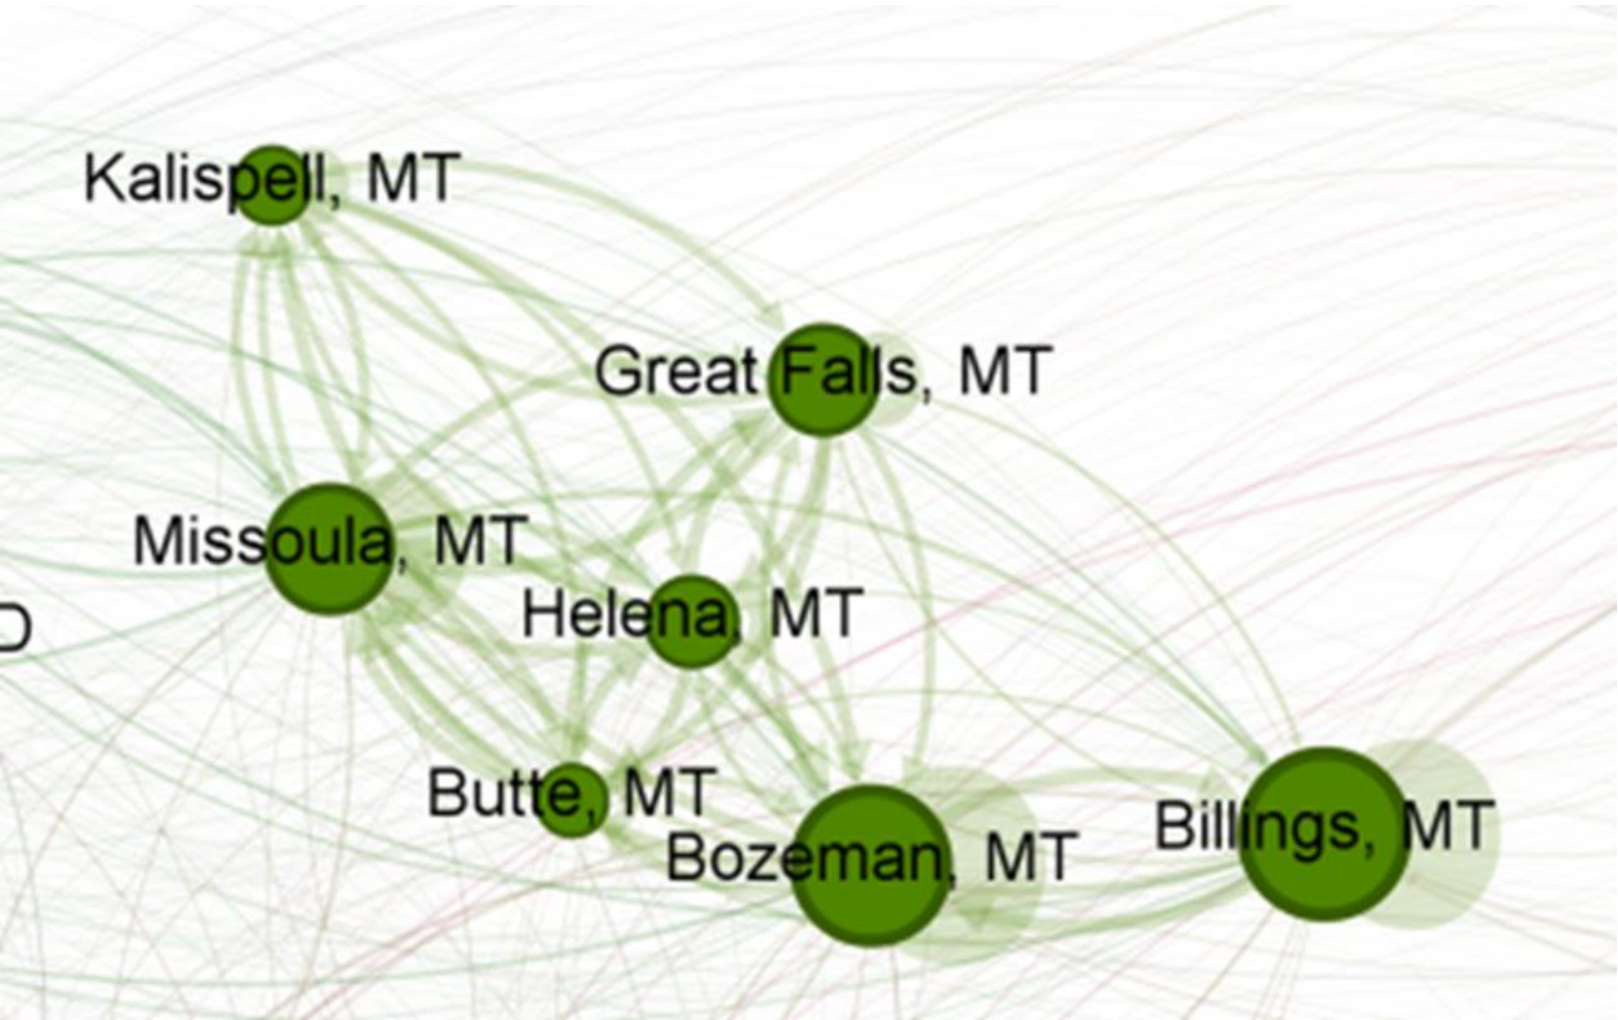 Kalispell, MT
Great Falls, MT
Missoula, MT
Helena, MT
D
Butte, MT
Billings, MT
Bozeman, MT